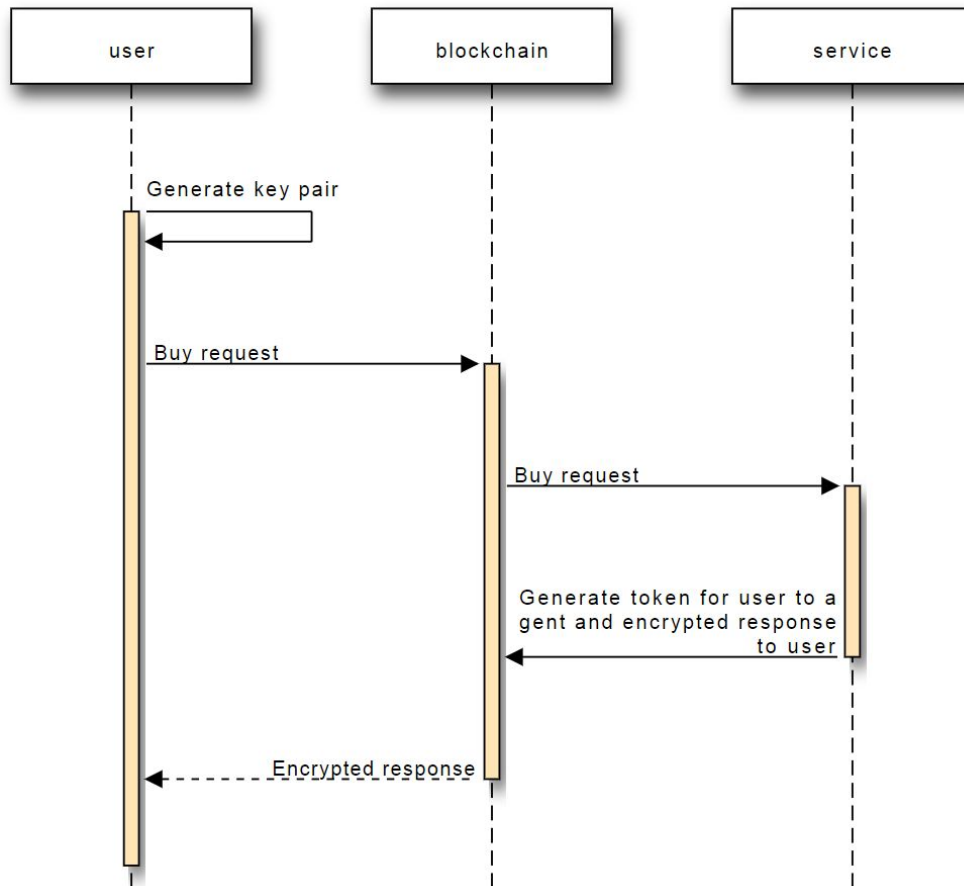 user
blockchain
service
Generate key pair
Buy request
Buy request
Generate token for user to a
gent and encrypted response
to user
Encrypted response